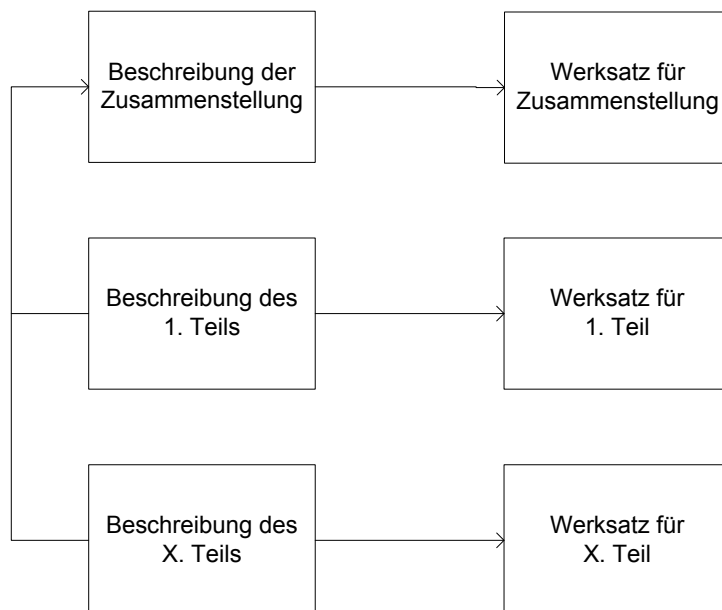 Beschreibung der
Zusammenstellung
Werksatz für
Zusammenstellung
Beschreibung des
1. Teils
Werksatz für
1. Teil
Beschreibung des
X. Teils
Werksatz für
X. Teil